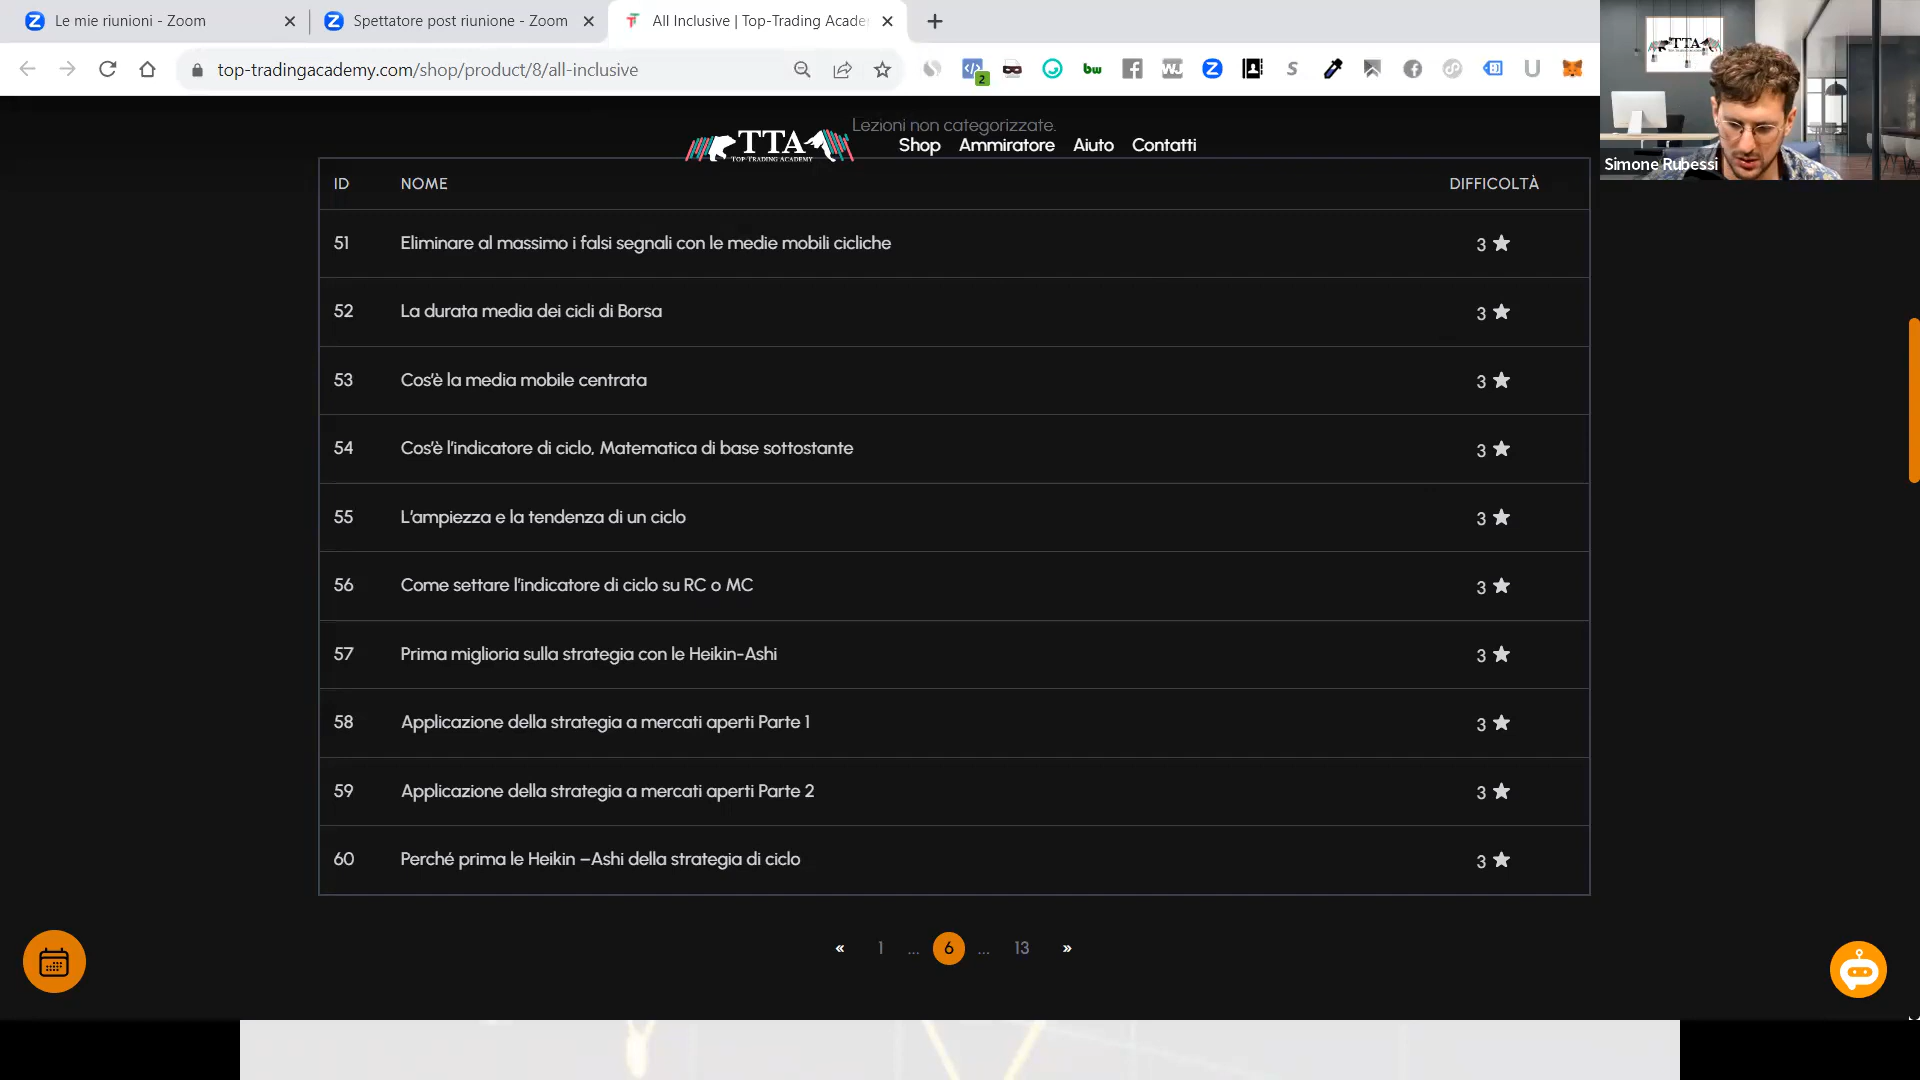 Le mie riunioni - Zoom
Spettatore post riunione - Zoom
All Inclusive | Top-Trading Acade
top-tradingacademy.com/shop/product/8/all-inclusive
2
TTA
Simone Rubessi
Lezioni non categorizzate.
TTA
TOP-TRADING ACADEMY
Shop Ammiratore Aiuto Contatti
ID NOME DIFFICOLTÀ
51 Eliminare al massimo i falsi segnali con le medie mobili cicliche 3
52 La durata media dei cicli di Borsa 3
53 Cos'è la media mobile centrata 3
54 Cos'è l'indicatore di ciclo, Matematica di base sottostante 3
55 L'ampiezza e la tendenza di un ciclo 3
56 Come settare l'indicatore di ciclo su RC o MC 3
57 Prima miglioria sulla strategia con le Heikin-Ashi 3
58 Applicazione della strategia a mercati aperti Parte 1 3
59 Applicazione della strategia a mercati aperti Parte 2 3
60 Perché prima le Heikin –Ashi della strategia di ciclo 3
« 1 ... 6 ... 13 »